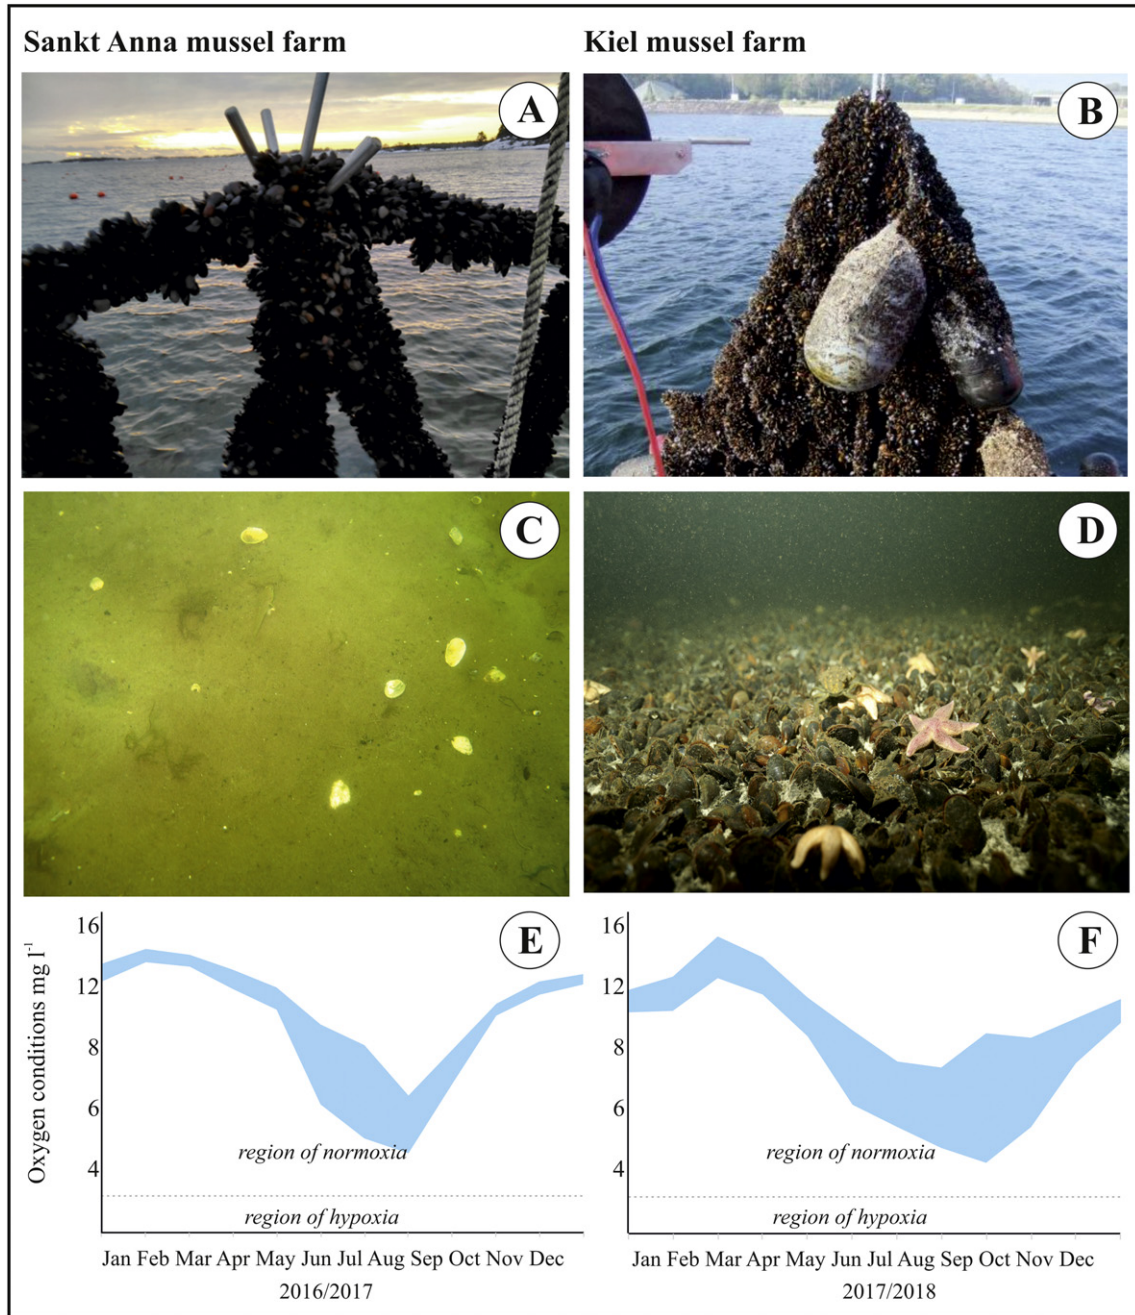 Sankt Anna mussel farm
Kiel mussel farm
A
B
C
D
E
F
Oxygen conditions mg l⁻¹
16
12
8
6
4
region of normoxia
region of hypoxia
Jan Feb Mar Apr May Jun Jul Aug Sep Oct Nov Dec
2016/2017
16
12
8
6
4
region of normoxia
region of hypoxia
Jan Feb Mar Apr May Jun Jul Aug Sep Oct Nov Dec
2017/2018